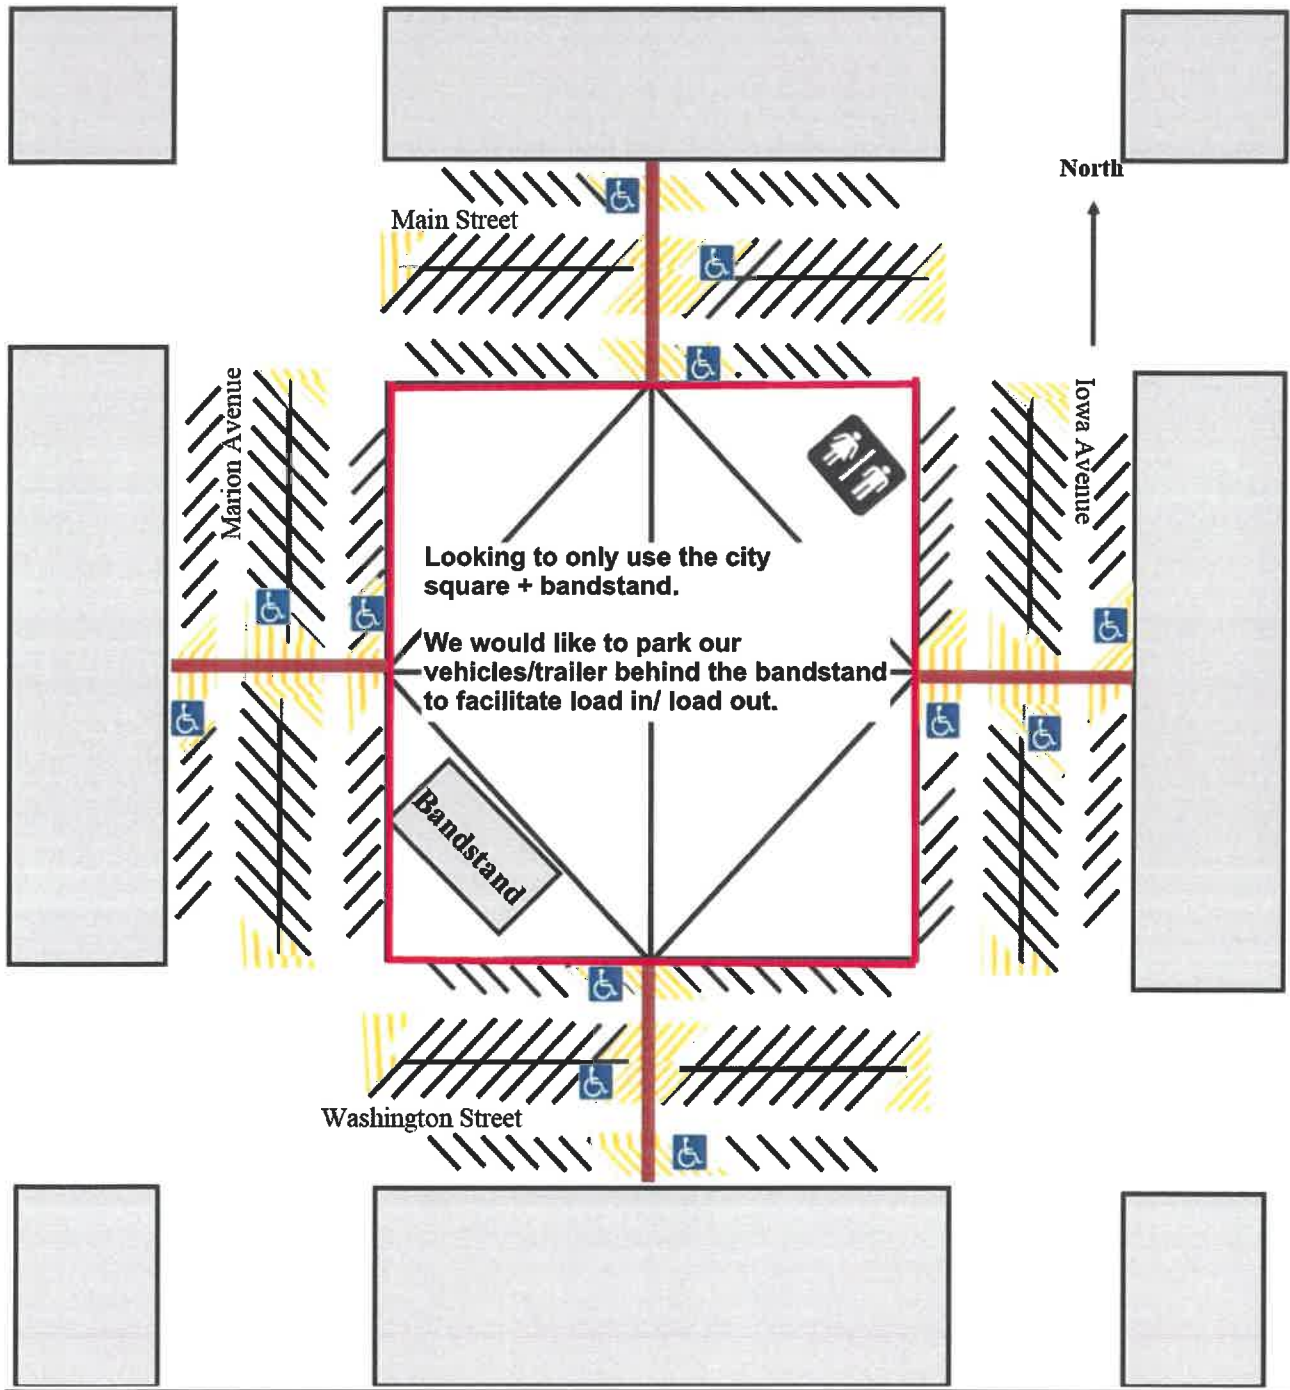 North
Main Street
Marion Avenue
Iowa Avenue
Looking to only use the city
square + bandstand.
We would like to park our
vehicles/trailer behind the bandstand
to facilitate load in/ load out.
Bandstand
Washington Street